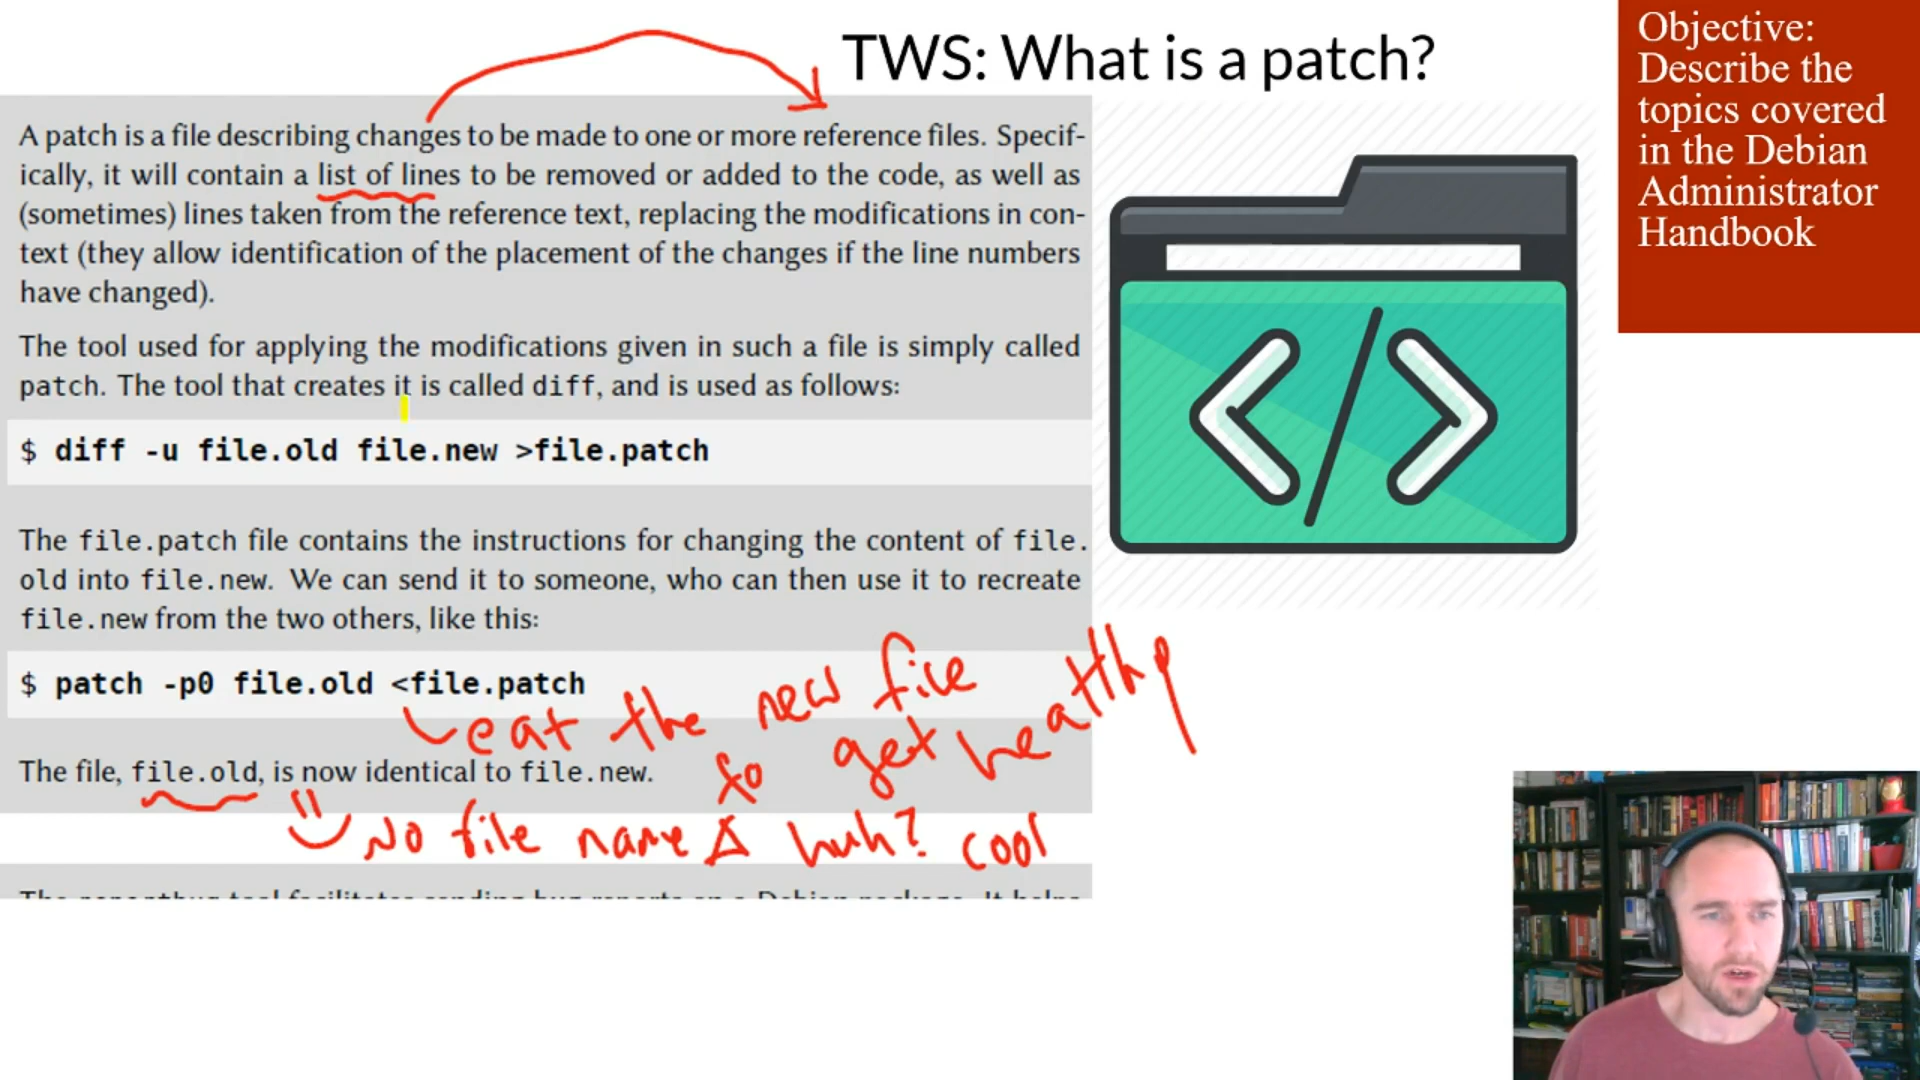 TWS: What is a patch?
Objective:
Describe the
topics covered
in the Debian
Administrator
Handbook
A patch is a file describing changes to be made to one or more reference files. Specif-
ically, it will contain a list of lines to be removed or added to the code, as well as
(sometimes) lines taken from the reference text, replacing the modifications in con-
text (they allow identification of the placement of the changes if the line numbers
have changed).
The tool used for applying the modifications given in such a file is simply called
patch. The tool that creates it is called diff, and is used as follows:
$ diff -u file.old file.new >file.patch
The file.patch file contains the instructions for changing the content of file.
old into file.new. We can send it to someone, who can then use it to recreate
file.new from the two others, like this:
$ patch -p0 file.old <file.patch
eat the new file
to get healthy
The file, file.old, is now identical to file.new.
No file name Δ huh? cool